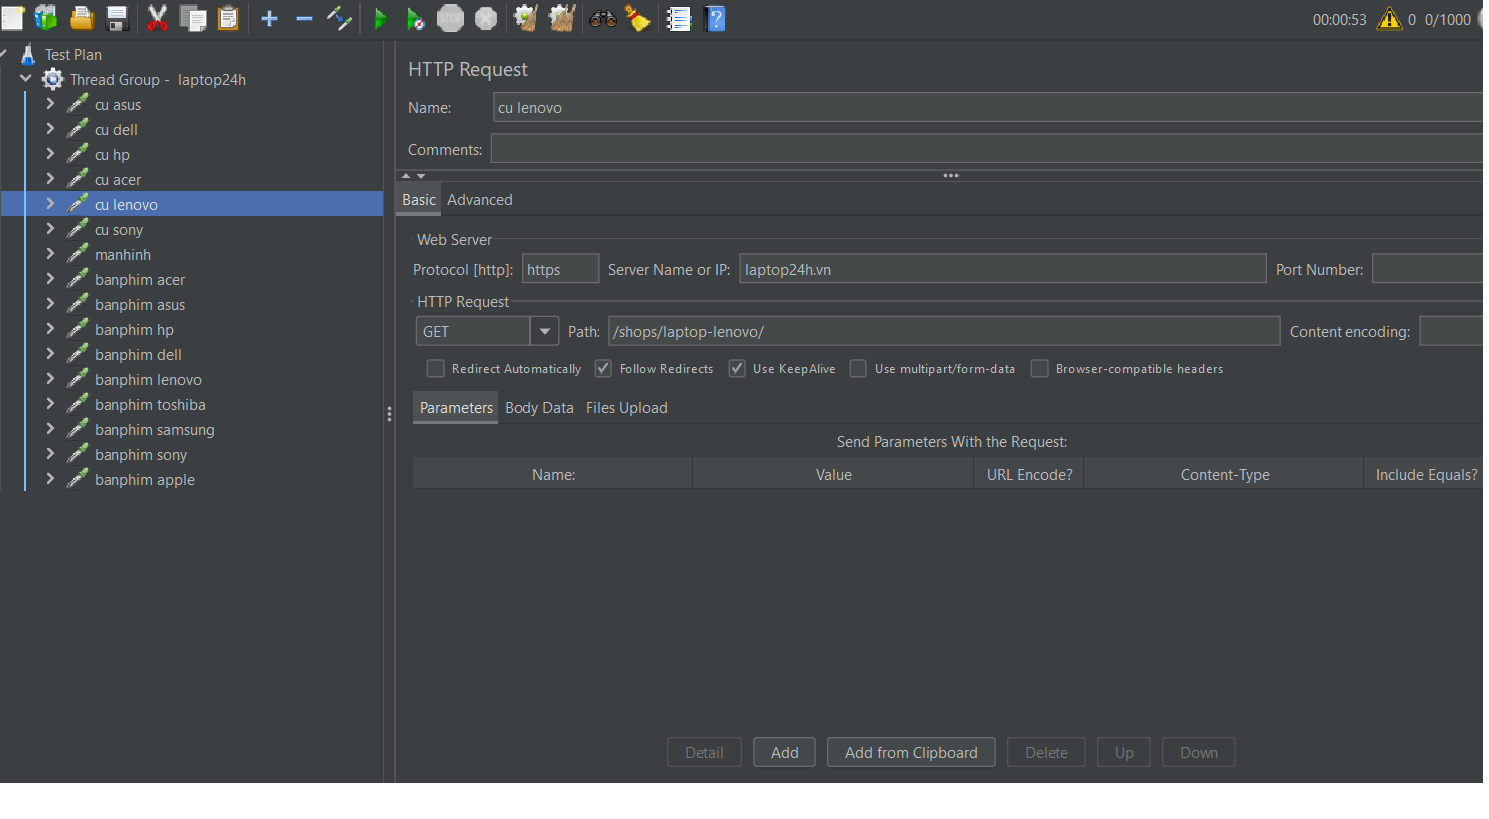 STOP
00:00:53 0 0/1000
Test Plan
Thread Group - laptop24h
cu asus
cu dell
cu hp
cu acer
cu lenovo
cu sony
manhinh
banphim acer
banphim asus
banphim hp
banphim dell
banphim lenovo
banphim toshiba
banphim samsung
banphim sony
banphim apple
HTTP Request
Name: cu lenovo
Comments:
Basic Advanced
Web Server
Protocol [http]: https Server Name or IP: laptop24h.vn Port Number:
HTTP Request
GET Path: /shops/laptop-lenovo/ Content encoding:
Redirect Automatically Follow Redirects Use KeepAlive Use multipart/form-data Browser-compatible headers
Parameters Body Data Files Upload
Send Parameters With the Request:
Name: Value URL Encode? Content-Type Include Equals?
Detail Add Add from Clipboard Delete Up Down